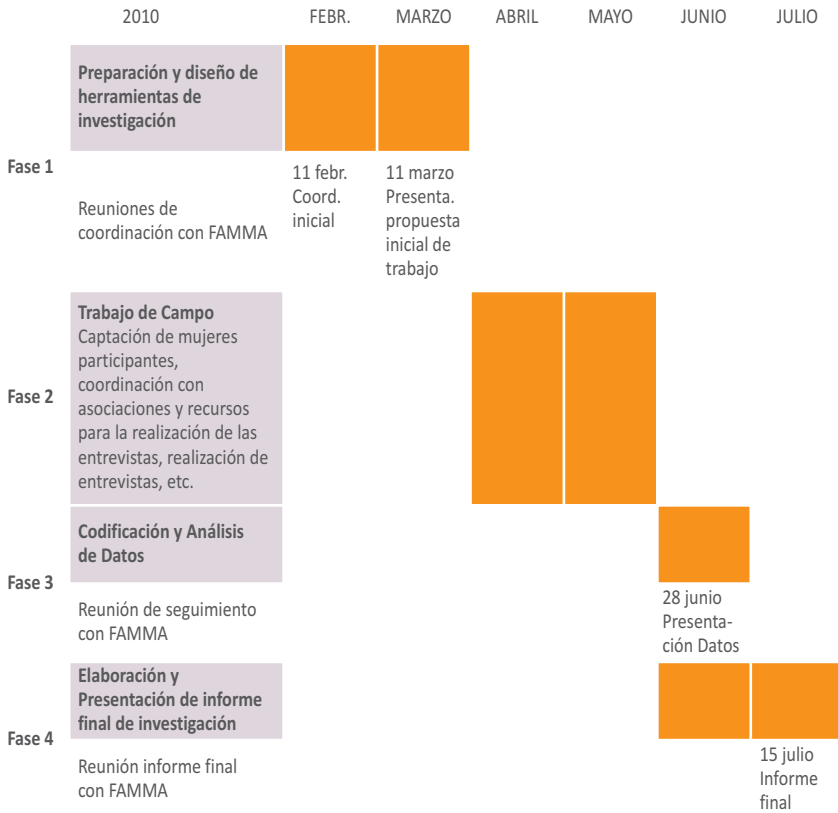 2010 FEBR. MARZO ABRIL MAYO JUNIO JULIO
Fase 1
Preparación y diseño de
herramientas de
investigación
Reuniones de
coordinación con FAMMA
11 febr.
Coord.
inicial
11 marzo
Presenta.
propuesta
inicial de
trabajo
Fase 2
Trabajo de Campo
Captación de mujeres
participantes,
coordinación con
asociaciones y recursos
para la realización de las
entrevistas, realización de
entrevistas, etc.
Fase 3
Codificación y Análisis
de Datos
Reunión de seguimiento
con FAMMA
28 junio
Presenta-
ción Datos
Fase 4
Elaboración y
Presentación de informe
final de investigación
Reunión informe final
con FAMMA
15 julio
Informe
final